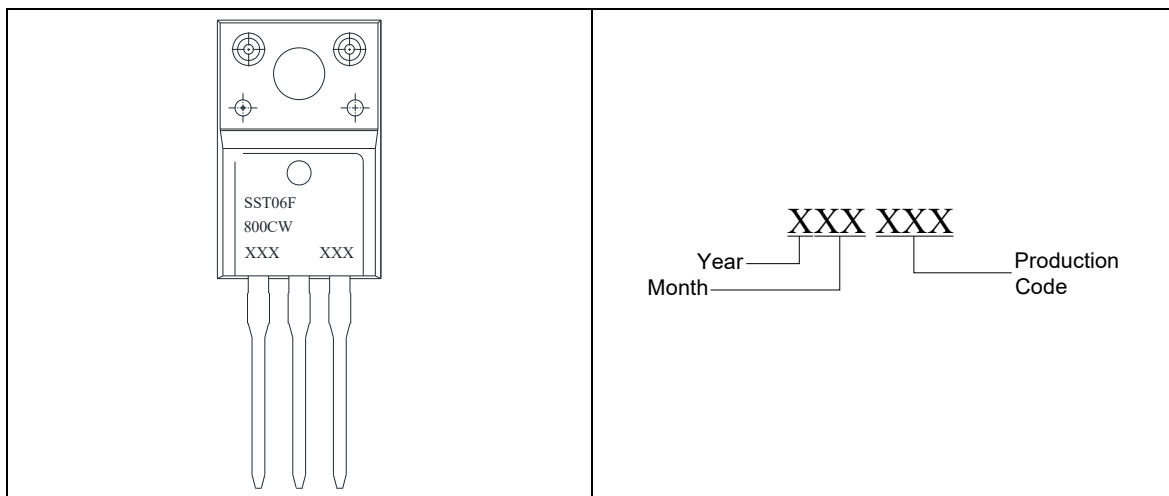 SST06F
800CW
XXX XXX
XXX XXX
Year
Month
Production
Code